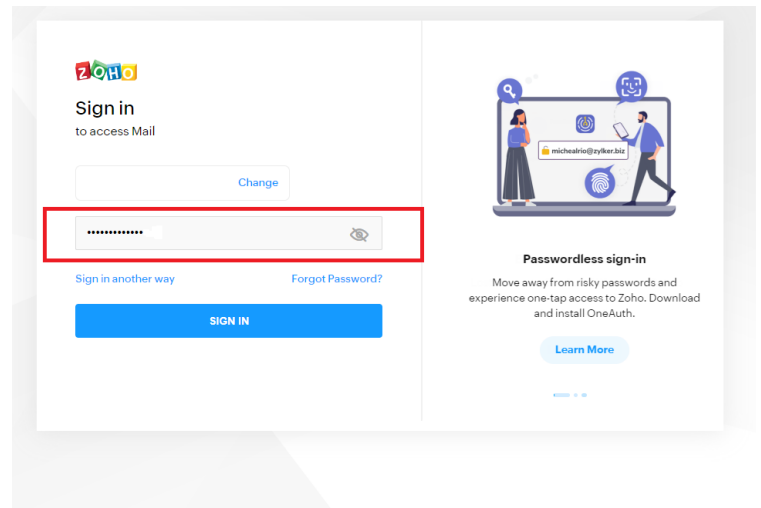 ZOHO
Sign in
to access Mail
Change
•••••••••••••
Sign in another way
Forgot Password?
SIGN IN
michealrio@zylker.biz
Passwordless sign-in
Move away from risky passwords and
experience one-tap access to Zoho. Download
and install OneAuth.
Learn More